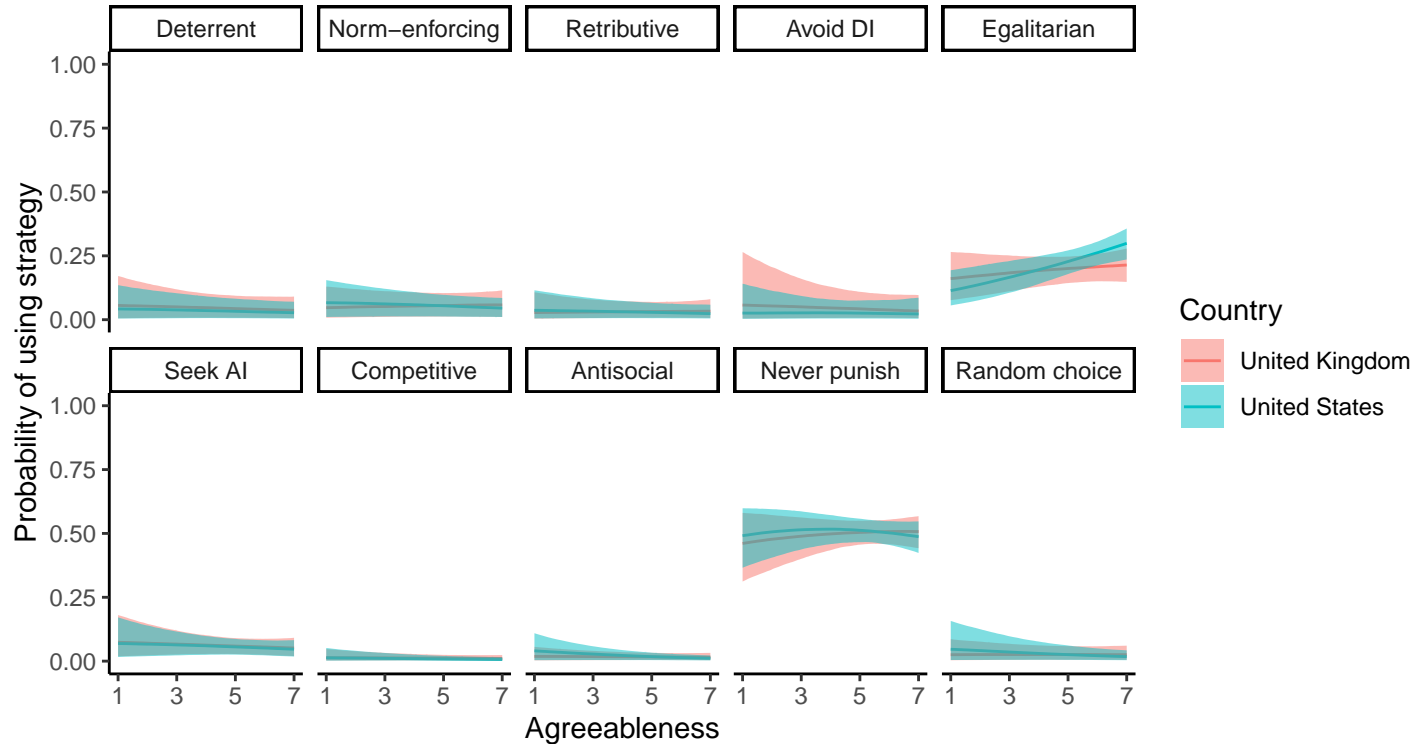 Deterrent Norm−enforcing Retributive Avoid DI Egalitarian
1.00
0.75
0.50
0.25
0.00
Seek AI Competitive Antisocial Never punish Random choice
1.00
0.75
0.50
0.25
0.00
1 3 5 7 1 3 5 7 1 3 5 7 1 3 5 7 1 3 5 7
Agreeableness
Probability of using strategy
Country
United Kingdom
United States